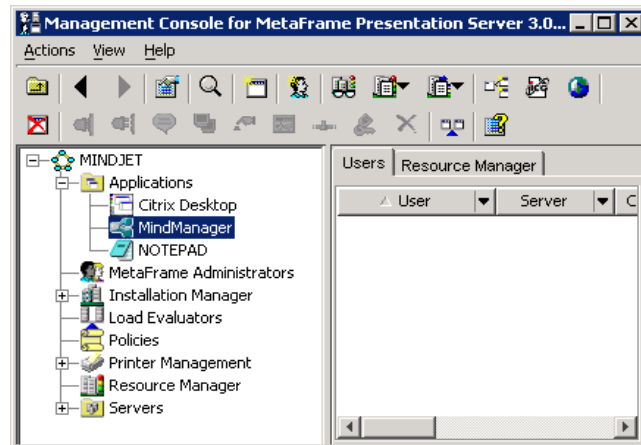 Management Console for MetaFrame Presentation Server 3.0...
Actions View Help
MINDJET
Applications
Citrix Desktop
MindManager
NOTEPAD
MetaFrame Administrators
Installation Manager
Load Evaluators
Policies
Printer Management
Resource Manager
Servers
Users Resource Manager
User Server C